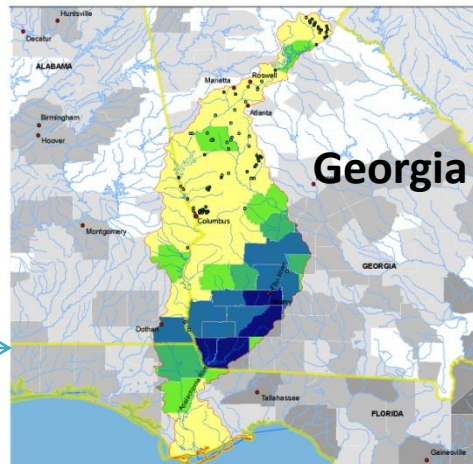 Huntsville
Decatur
ALABAMA
Roswell
Marietta
Atlanta
Birmingham
Hoover
Georgia
Columbus
Montgomery
GEORGIA
Dothan
Tallahassee
FLORIDA
Gainesville